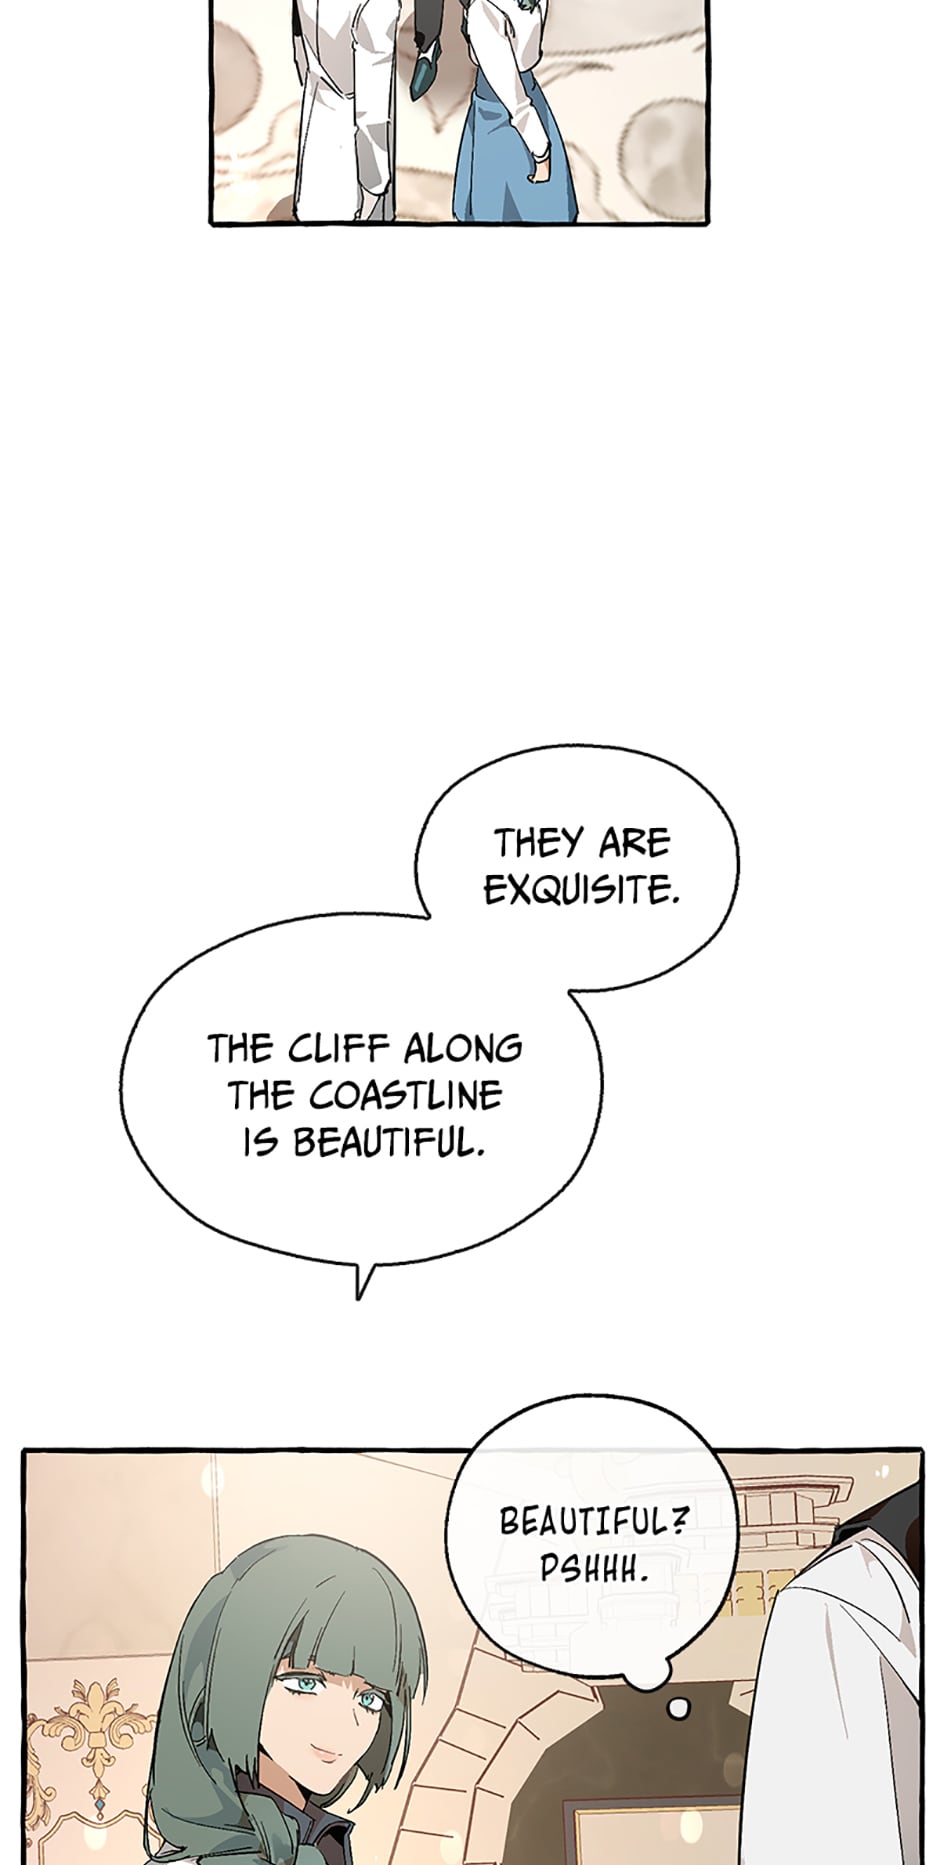 THEY ARE
EXQUISITE.
THE CLIFF ALONG
THE COASTLINE
IS BEAUTIFUL.
BEAUTIFUL?
PSHHH.